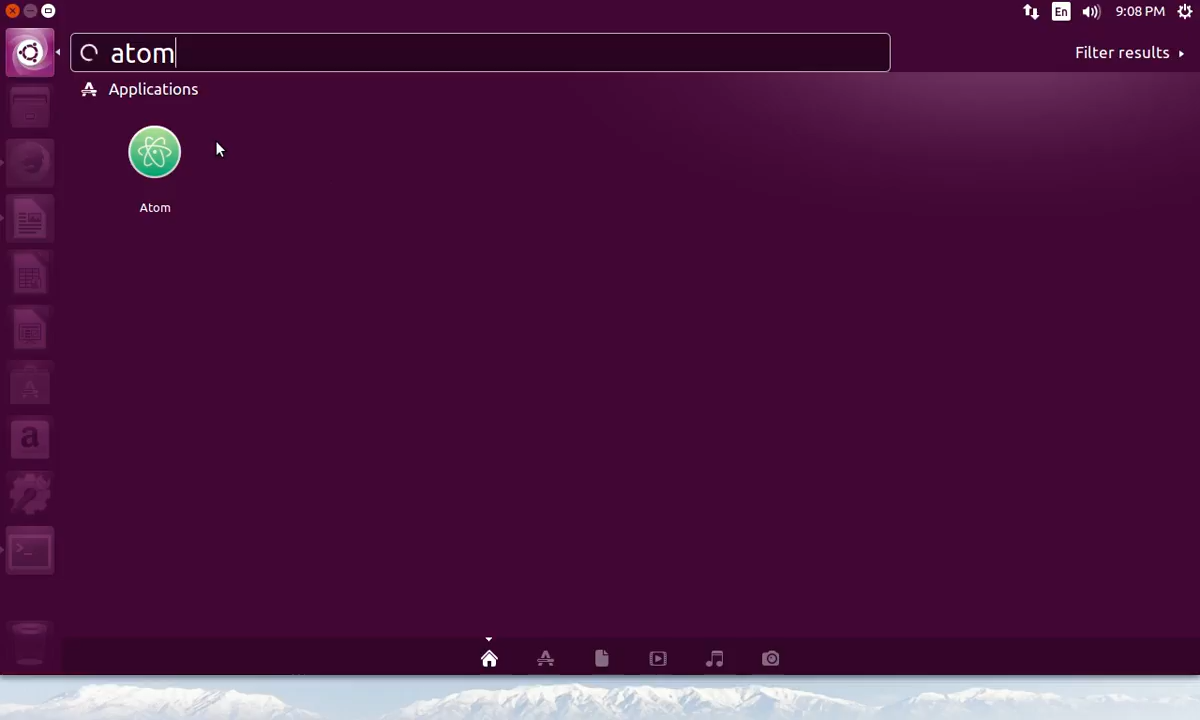 En
9:08 PM
atom
Filter results
Applications
Atom
a
>_